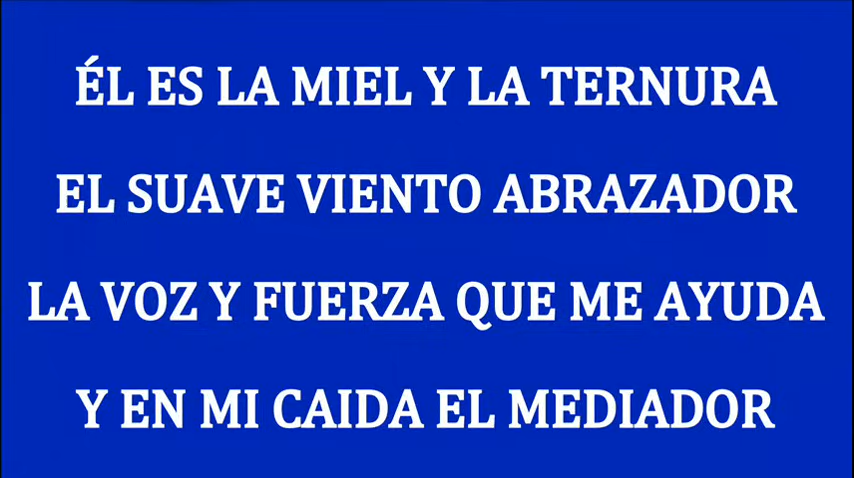 ÉL ES LA MIEL Y LA TERNURA
EL SUAVE VIENTO ABRAZADOR
LA VOZ Y FUERZA QUE ME AYUDA
Y EN MI CAIDA EL MEDIADOR